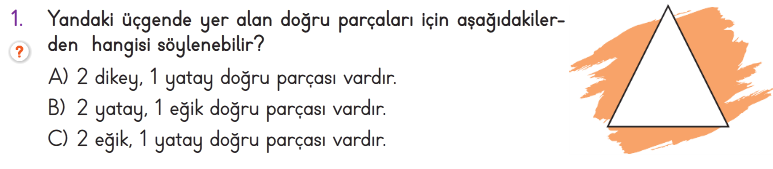 1. Yandaki üçgende yer alan doğru parçaları için aşağıdakiler-
? den hangisi söylenebilir?
A) 2 dikey, 1 yatay doğru parçası vardır.
B) 2 yatay, 1 eğik doğru parçası vardır.
C) 2 eğik, 1 yatay doğru parçası vardır.